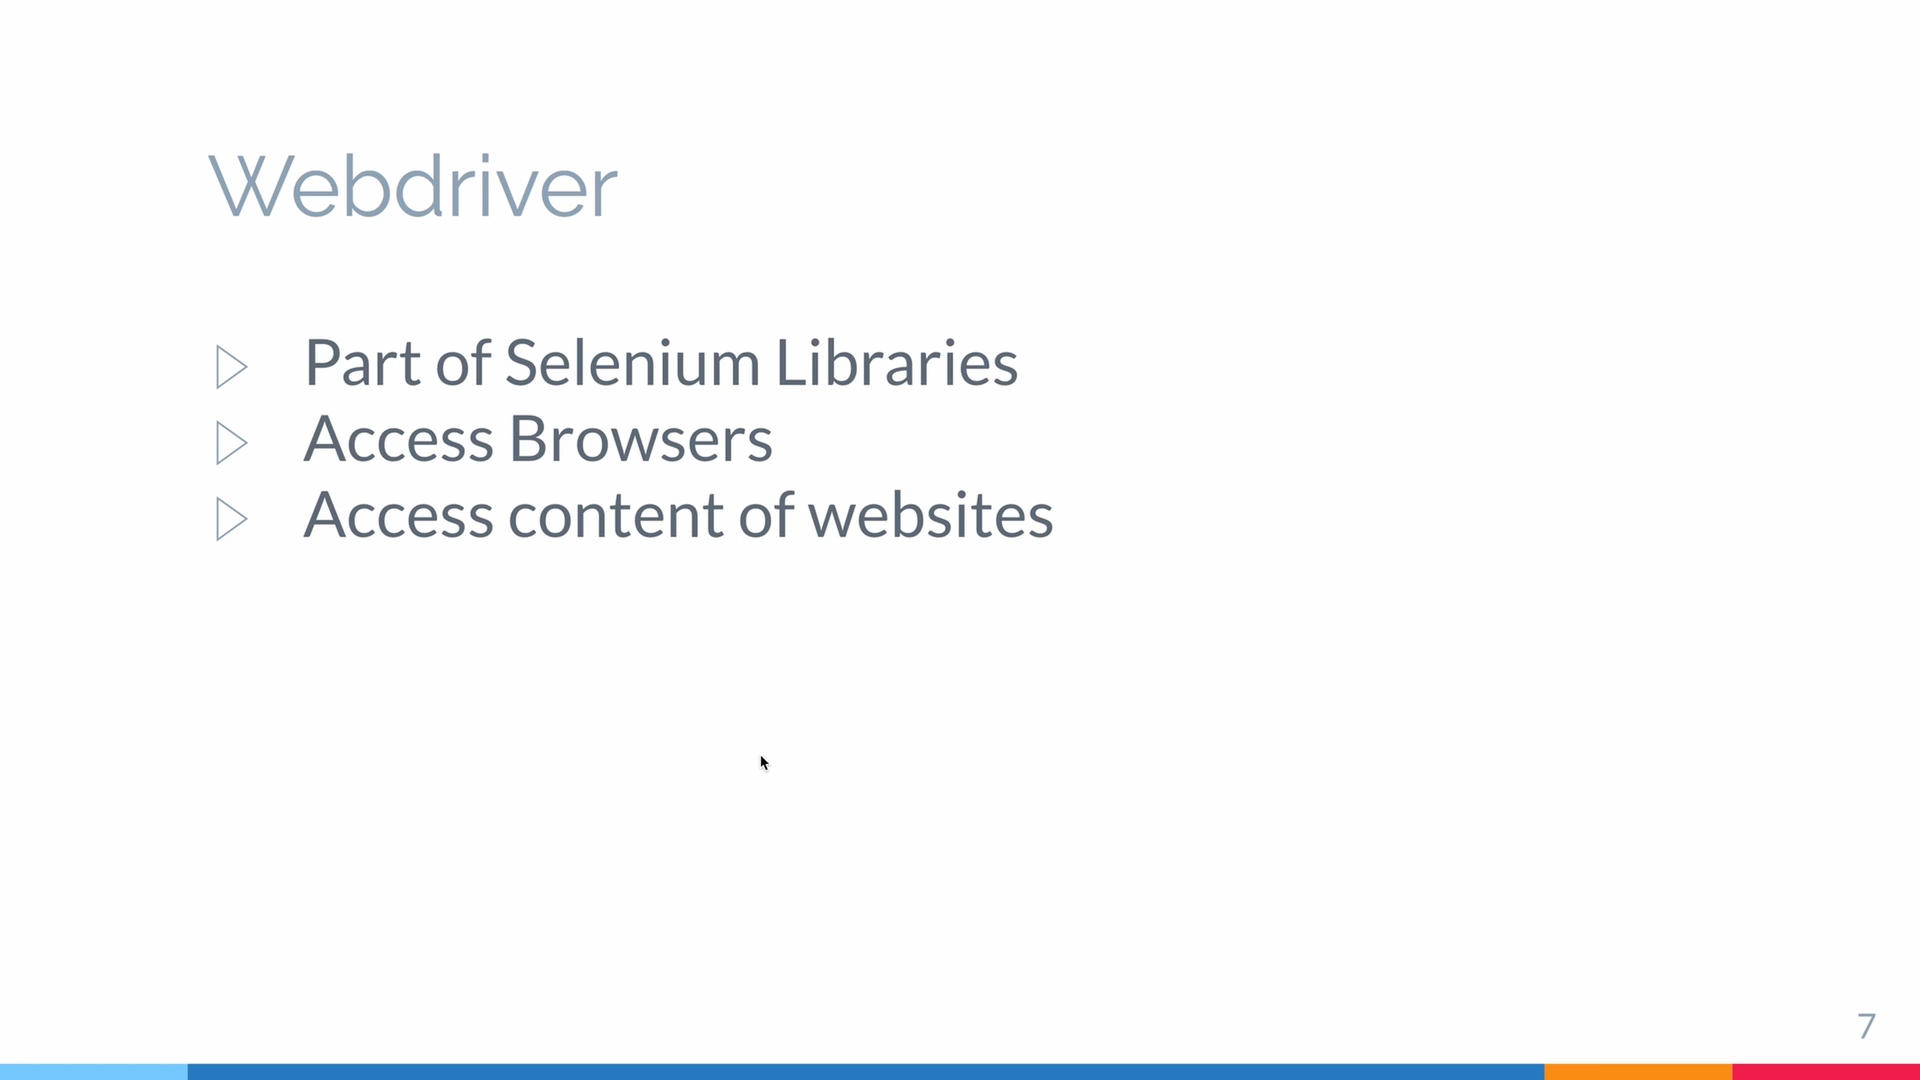 Webdriver
Part of Selenium Libraries
Access Browsers
Access content of websites
7